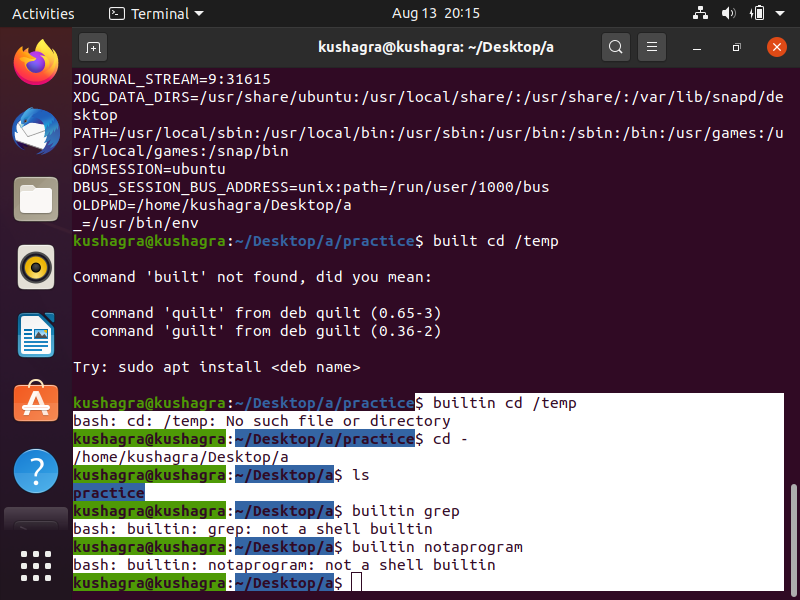 Activities Terminal Aug 13 20:15
kushagra@kushagra: ~/Desktop/a
JOURNAL_STREAM=9:31615
XDG_DATA_DIRS=/usr/share/ubuntu:/usr/local/share/:/usr/share/:/var/lib/snapd/de
sktop
PATH=/usr/local/sbin:/usr/local/bin:/usr/sbin:/usr/bin:/sbin:/bin:/usr/games:/u
sr/local/games:/snap/bin
GDMSESSION=ubuntu
DBUS_SESSION_BUS_ADDRESS=unix:path=/run/user/1000/bus
OLDPWD=/home/kushagra/Desktop/a
_=/usr/bin/env
kushagra@kushagra:~/Desktop/a/practice$ built cd /temp
Command 'built' not found, did you mean:
command 'quilt' from deb quilt (0.65-3)
command 'guilt' from deb guilt (0.36-2)
Try: sudo apt install <deb name>
kushagra@kushagra:~/Desktop/a/practice$ builtin cd /temp
bash: cd: /temp: No such file or directory
kushagra@kushagra:~/Desktop/a/practice$ cd -
/home/kushagra/Desktop/a
kushagra@kushagra:~/Desktop/a$ ls
practice
kushagra@kushagra:~/Desktop/a$ builtin grep
bash: builtin: grep: not a shell builtin
kushagra@kushagra:~/Desktop/a$ builtin notaprogram
bash: builtin: notaprogram: not a shell builtin
kushagra@kushagra:~/Desktop/a$